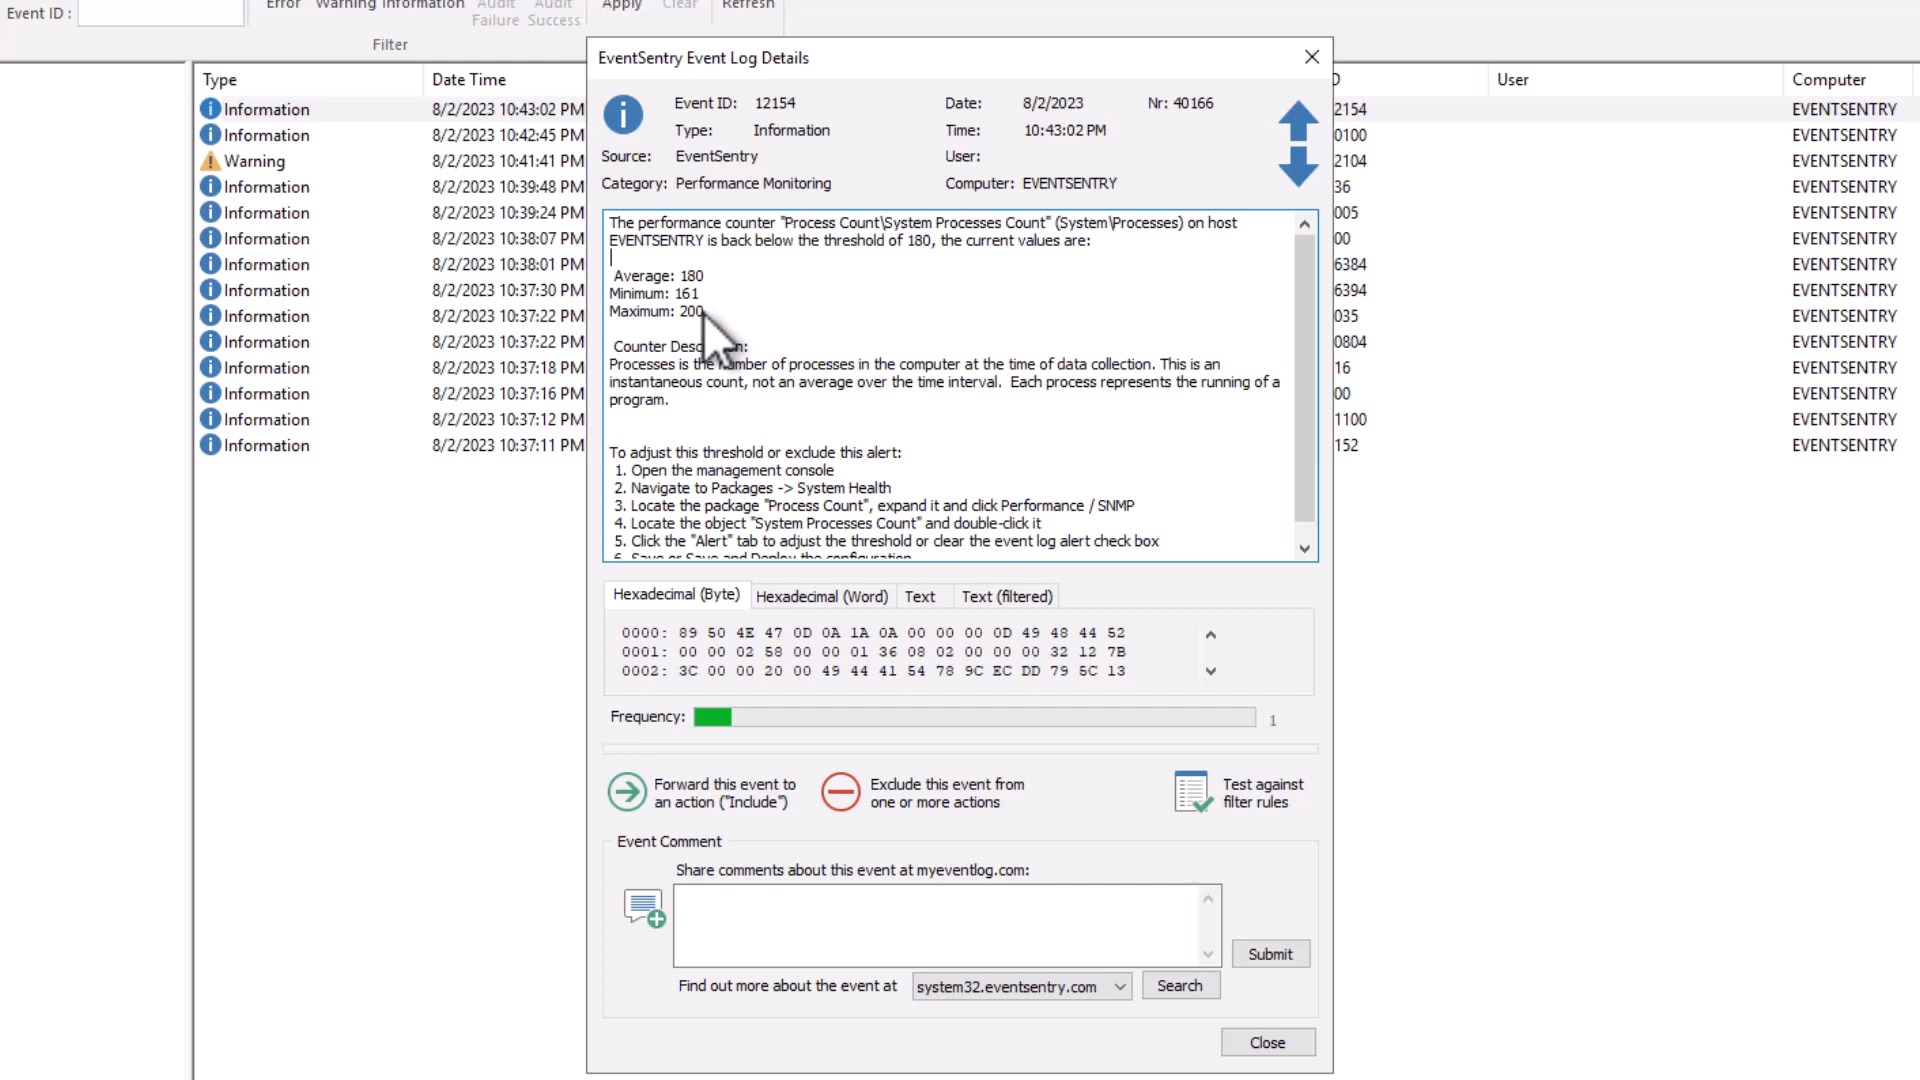 Event ID :
Error Warning Information Audit Failure Audit Success Apply Clear Refresh
Filter
Type Date Time User Computer
Information 8/2/2023 10:43:02 PM 2154 EVENTSENTRY
Information 8/2/2023 10:42:45 PM 0100 EVENTSENTRY
Warning 8/2/2023 10:41:41 PM 2104 EVENTSENTRY
Information 8/2/2023 10:39:48 PM 36 EVENTSENTRY
Information 8/2/2023 10:39:24 PM 005 EVENTSENTRY
Information 8/2/2023 10:38:07 PM 00 EVENTSENTRY
Information 8/2/2023 10:38:01 PM 6384 EVENTSENTRY
Information 8/2/2023 10:37:30 PM 6394 EVENTSENTRY
Information 8/2/2023 10:37:22 PM 035 EVENTSENTRY
Information 8/2/2023 10:37:22 PM 0804 EVENTSENTRY
Information 8/2/2023 10:37:18 PM 16 EVENTSENTRY
Information 8/2/2023 10:37:16 PM 00 EVENTSENTRY
Information 8/2/2023 10:37:12 PM 1100 EVENTSENTRY
Information 8/2/2023 10:37:11 PM 152 EVENTSENTRY
EventSentry Event Log Details
Event ID: 12154 Date: 8/2/2023 Nr: 40166
Type: Information Time: 10:43:02 PM
Source: EventSentry User:
Category: Performance Monitoring Computer: EVENTSENTRY
The performance counter "Process Count\System Processes Count" (System\Processes) on host
EVENTSENTRY is back below the threshold of 180, the current values are:
Average: 180
Minimum: 161
Maximum: 200
Counter
Processes is the number of processes in the computer at the time of data collection. This is an
instantaneous count, not an average over the time interval. Each process represents the running of a
program.
To adjust this threshold or exclude this alert:
1. Open the management console
2. Navigate to Packages -> System Health
3. Locate the package "Process Count", expand it and click Performance / SNMP
4. Locate the object "System Processes Count" and double-click it
5. Click the "Alert" tab to adjust the threshold or clear the event log alert check box
6. Save or Save and Deploy the configuration
Hexadecimal (Byte) Hexadecimal (Word) Text Text (filtered)
0000: 89 50 4E 47 0D 0A 1A 0A 00 00 00 0D 49 48 44 52
0001: 00 00 02 58 00 00 01 36 08 02 00 00 00 32 12 7B
0002: 3C 00 00 20 00 49 44 41 54 78 9C EC DD 79 5C 13
Frequency: 1
Forward this event to
an action ("Include")
Exclude this event from
one or more actions
Test against
filter rules
Event Comment
Share comments about this event at myeventlog.com:
Submit
Find out more about the event at system32.eventsentry.com Search
Close